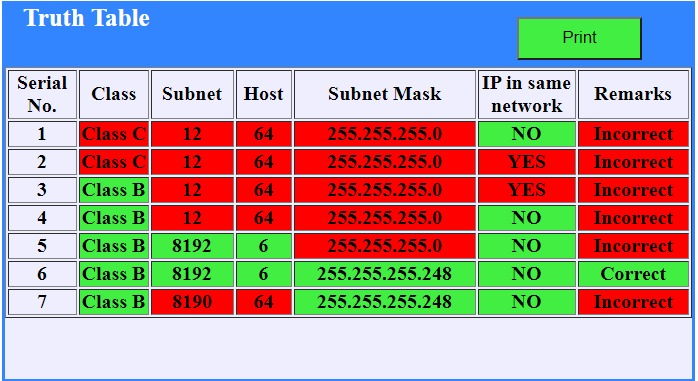 Truth Table
Print
Serial No. Class Subnet Host Subnet Mask IP in same network Remarks
1 Class C 12 64 255.255.255.0 NO Incorrect
2 Class C 12 64 255.255.255.0 YES Incorrect
3 Class B 12 64 255.255.255.0 YES Incorrect
4 Class B 12 64 255.255.255.0 NO Incorrect
5 Class B 8192 6 255.255.255.0 NO Incorrect
6 Class B 8192 6 255.255.255.248 NO Correct
7 Class B 8190 64 255.255.255.248 NO Incorrect